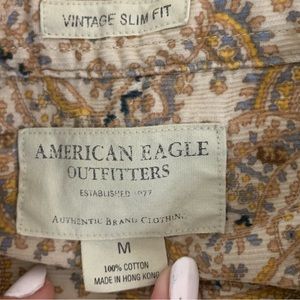 VINTAGE SLIM FIT
AMERICAN EAGLE
OUTFITTERS
ESTABLISHED 1977
AUTHENTIC BRAND CLOTHING
M
100% COTTON
MADE IN HONG KONG